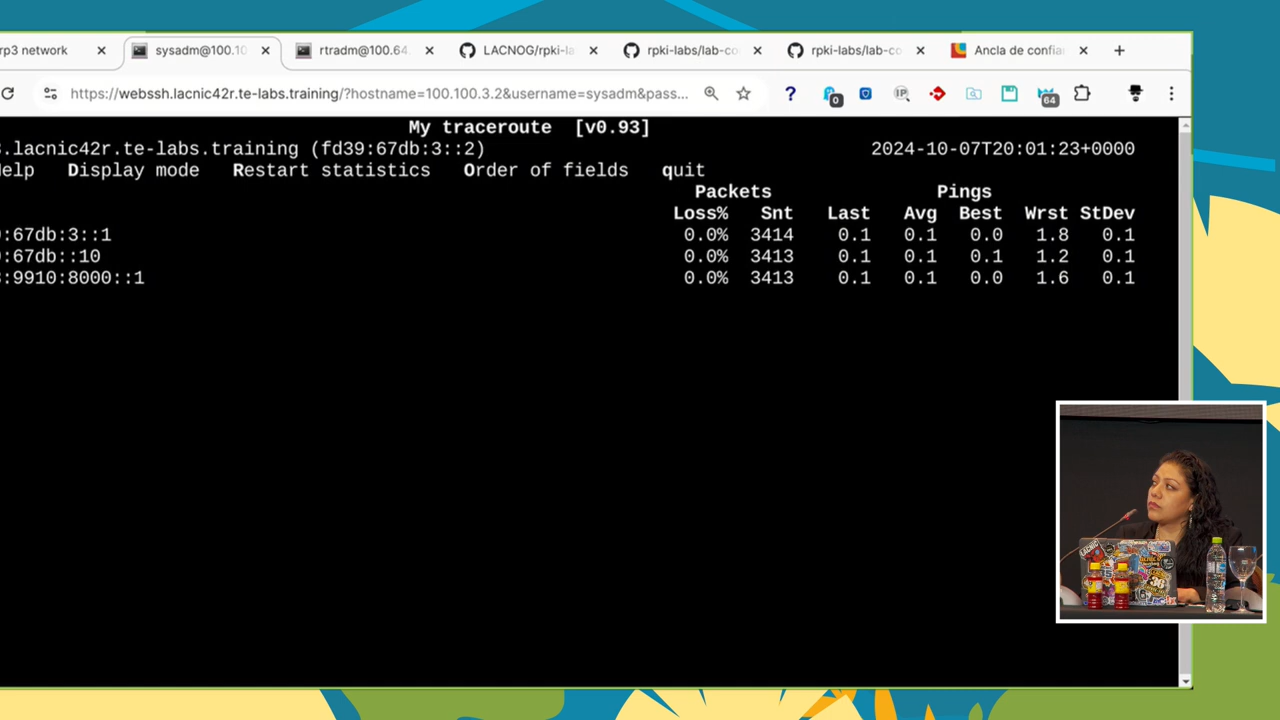 rp3 network
sysadm@100.10
rtradm@100.64.
LACNOG/rpki-la
rpki-labs/lab-co
rpki-labs/lab-co
Ancla de confia
https://webssh.lacnic42r.te-labs.training/?hostname=100.100.3.2&username=sysadm&pass...
0
IP
64
My traceroute [v0.93]
.lacnic42r.te-labs.training (fd39:67db:3::2) 2024-10-07T20:01:23+0000
elp Display mode Restart statistics Order of fields quit
Packets Pings
Loss% Snt Last Avg Best Wrst StDev
:67db:3::1 0.0% 3414 0.1 0.1 0.0 1.8 0.1
:67db::10 0.0% 3413 0.1 0.1 0.1 1.2 0.1
:9910:8000::1 0.0% 3413 0.1 0.1 0.0 1.6 0.1
LACNIC
36